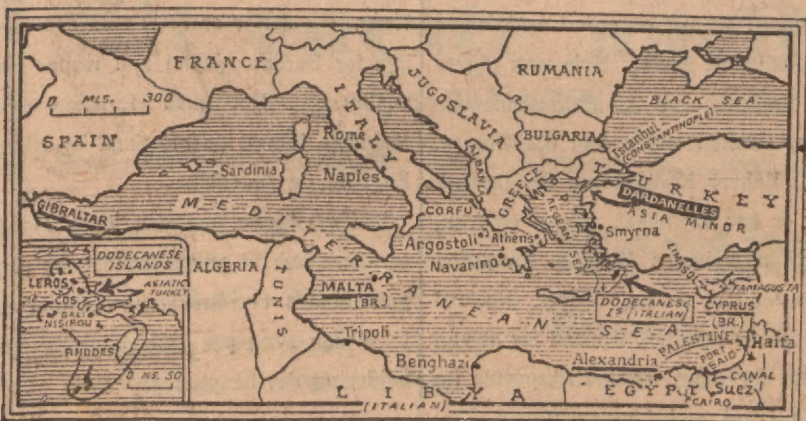 FRANCE
RUMANIA
0 MLS. 300
ITALY
JUGOSLAVIA
BLACK SEA
SPAIN
Rome
BULGARIA
Istanbul
(CONSTANTINOPLE)
ALBANIA
Sardinia
Naples
GREECE
TURKEY
DARDANELLES
ASIA MINOR
GIBRALTAR
CORFU
AEGEAN SEA
Argostoli
Athens
Smyrna
Navarino
MEDITERRANEAN SEA
DODECANESE
ISLANDS
LEROS
COS
NISIROU
RHODES
ASIATIC
TURKEY
0 MS. 50
ALGERIA
TUNIS
MALTA
(BR.)
LIMASOL
FAMAGUSTA
DODECANESE
IS (ITALIAN)
CYPRUS
(BR.)
Tripoli
PALESTINE
Haifa
Benghazi
Alexandria
PORT
SAID
CANAL
LIBYA
(ITALIAN)
EGYPT
Suez
CAIRO